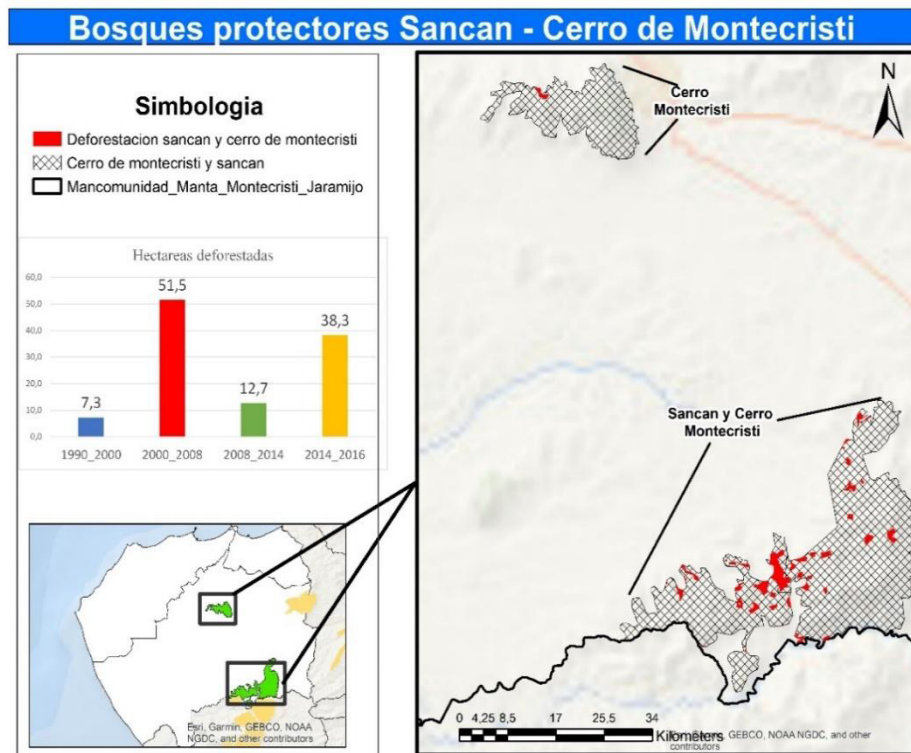 Bosques protectores Sancan - Cerro de Montecristi
Simbologia
Deforestacion sancan y cerro de montecristi
Cerro de montecristi y sancan
Mancomunidad_Manta_Montecristi_Jaramijo
Hectareas deforestadas
60,0
50,0
40,0
30,0
20,0
10,0
0,0
7,3
51,5
12,7
38,3
1990_2000
2000_2008
2008_2014
2014_2016
Esri, Garmin, GEBCO, NOAA
NGDC, and other
contributors
Cerro
Montecristi
N
Sancan y Cerro
Montecristi
0 4,25 8,5 17 25,5 34
Kilometers
Garmin, GEBCO, NOAA NGDC, and other
contributors